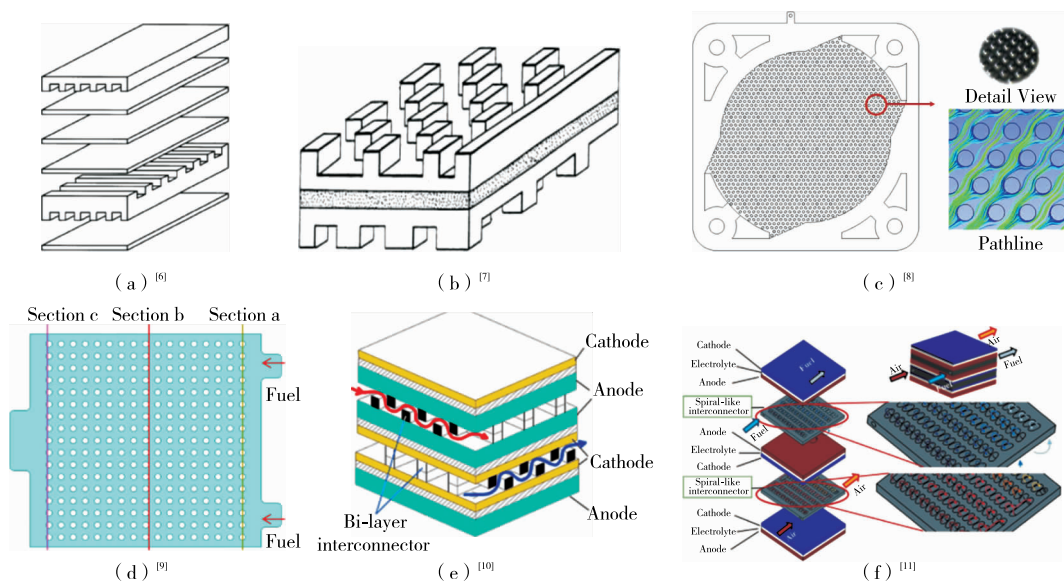 Detail View
Pathline
(a)[6]
(b)[7]
(c)[8]
Section c Section b Section a
Fuel
Fuel
(d)[9]
Cathode
Anode
Cathode
Anode
Bi-layer
interconnector
(e)[10]
Cathode
Electrolyte
Anode
Fuel
Spiral-like
interconnector
Fuel
Anode
Electrolyte
Cathode
Spiral-like
interconnector
Air
Cathode
Electrolyte
Anode
Air
Air
Fuel
Air
Fuel
(f)[11]